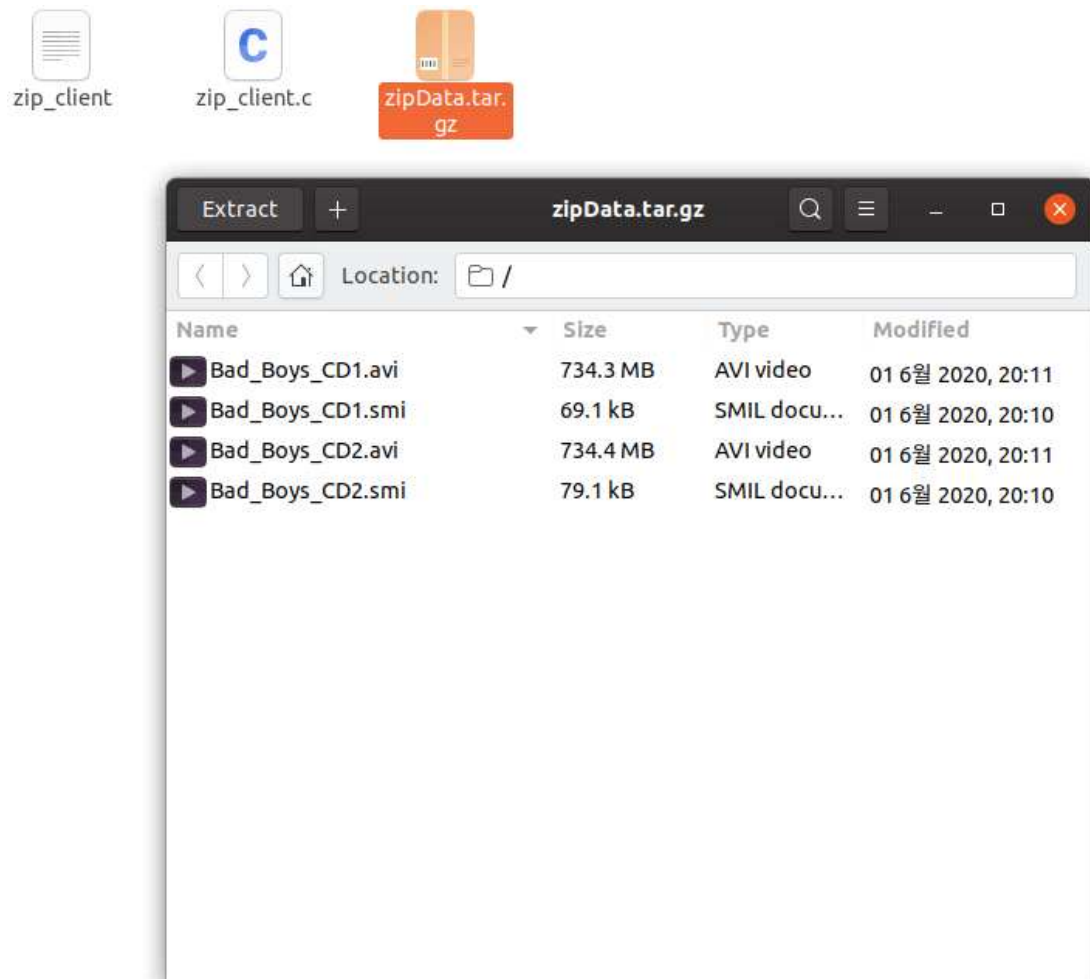 zip_client
zip_client.c
zipData.tar.
gz
Extract + zipData.tar.gz
Location: /
Name Size Type Modified
Bad_Boys_CD1.avi 734.3 MB AVI video 01 6월 2020, 20:11
Bad_Boys_CD1.smi 69.1 kB SMIL docu... 01 6월 2020, 20:10
Bad_Boys_CD2.avi 734.4 MB AVI video 01 6월 2020, 20:11
Bad_Boys_CD2.smi 79.1 kB SMIL docu... 01 6월 2020, 20:10